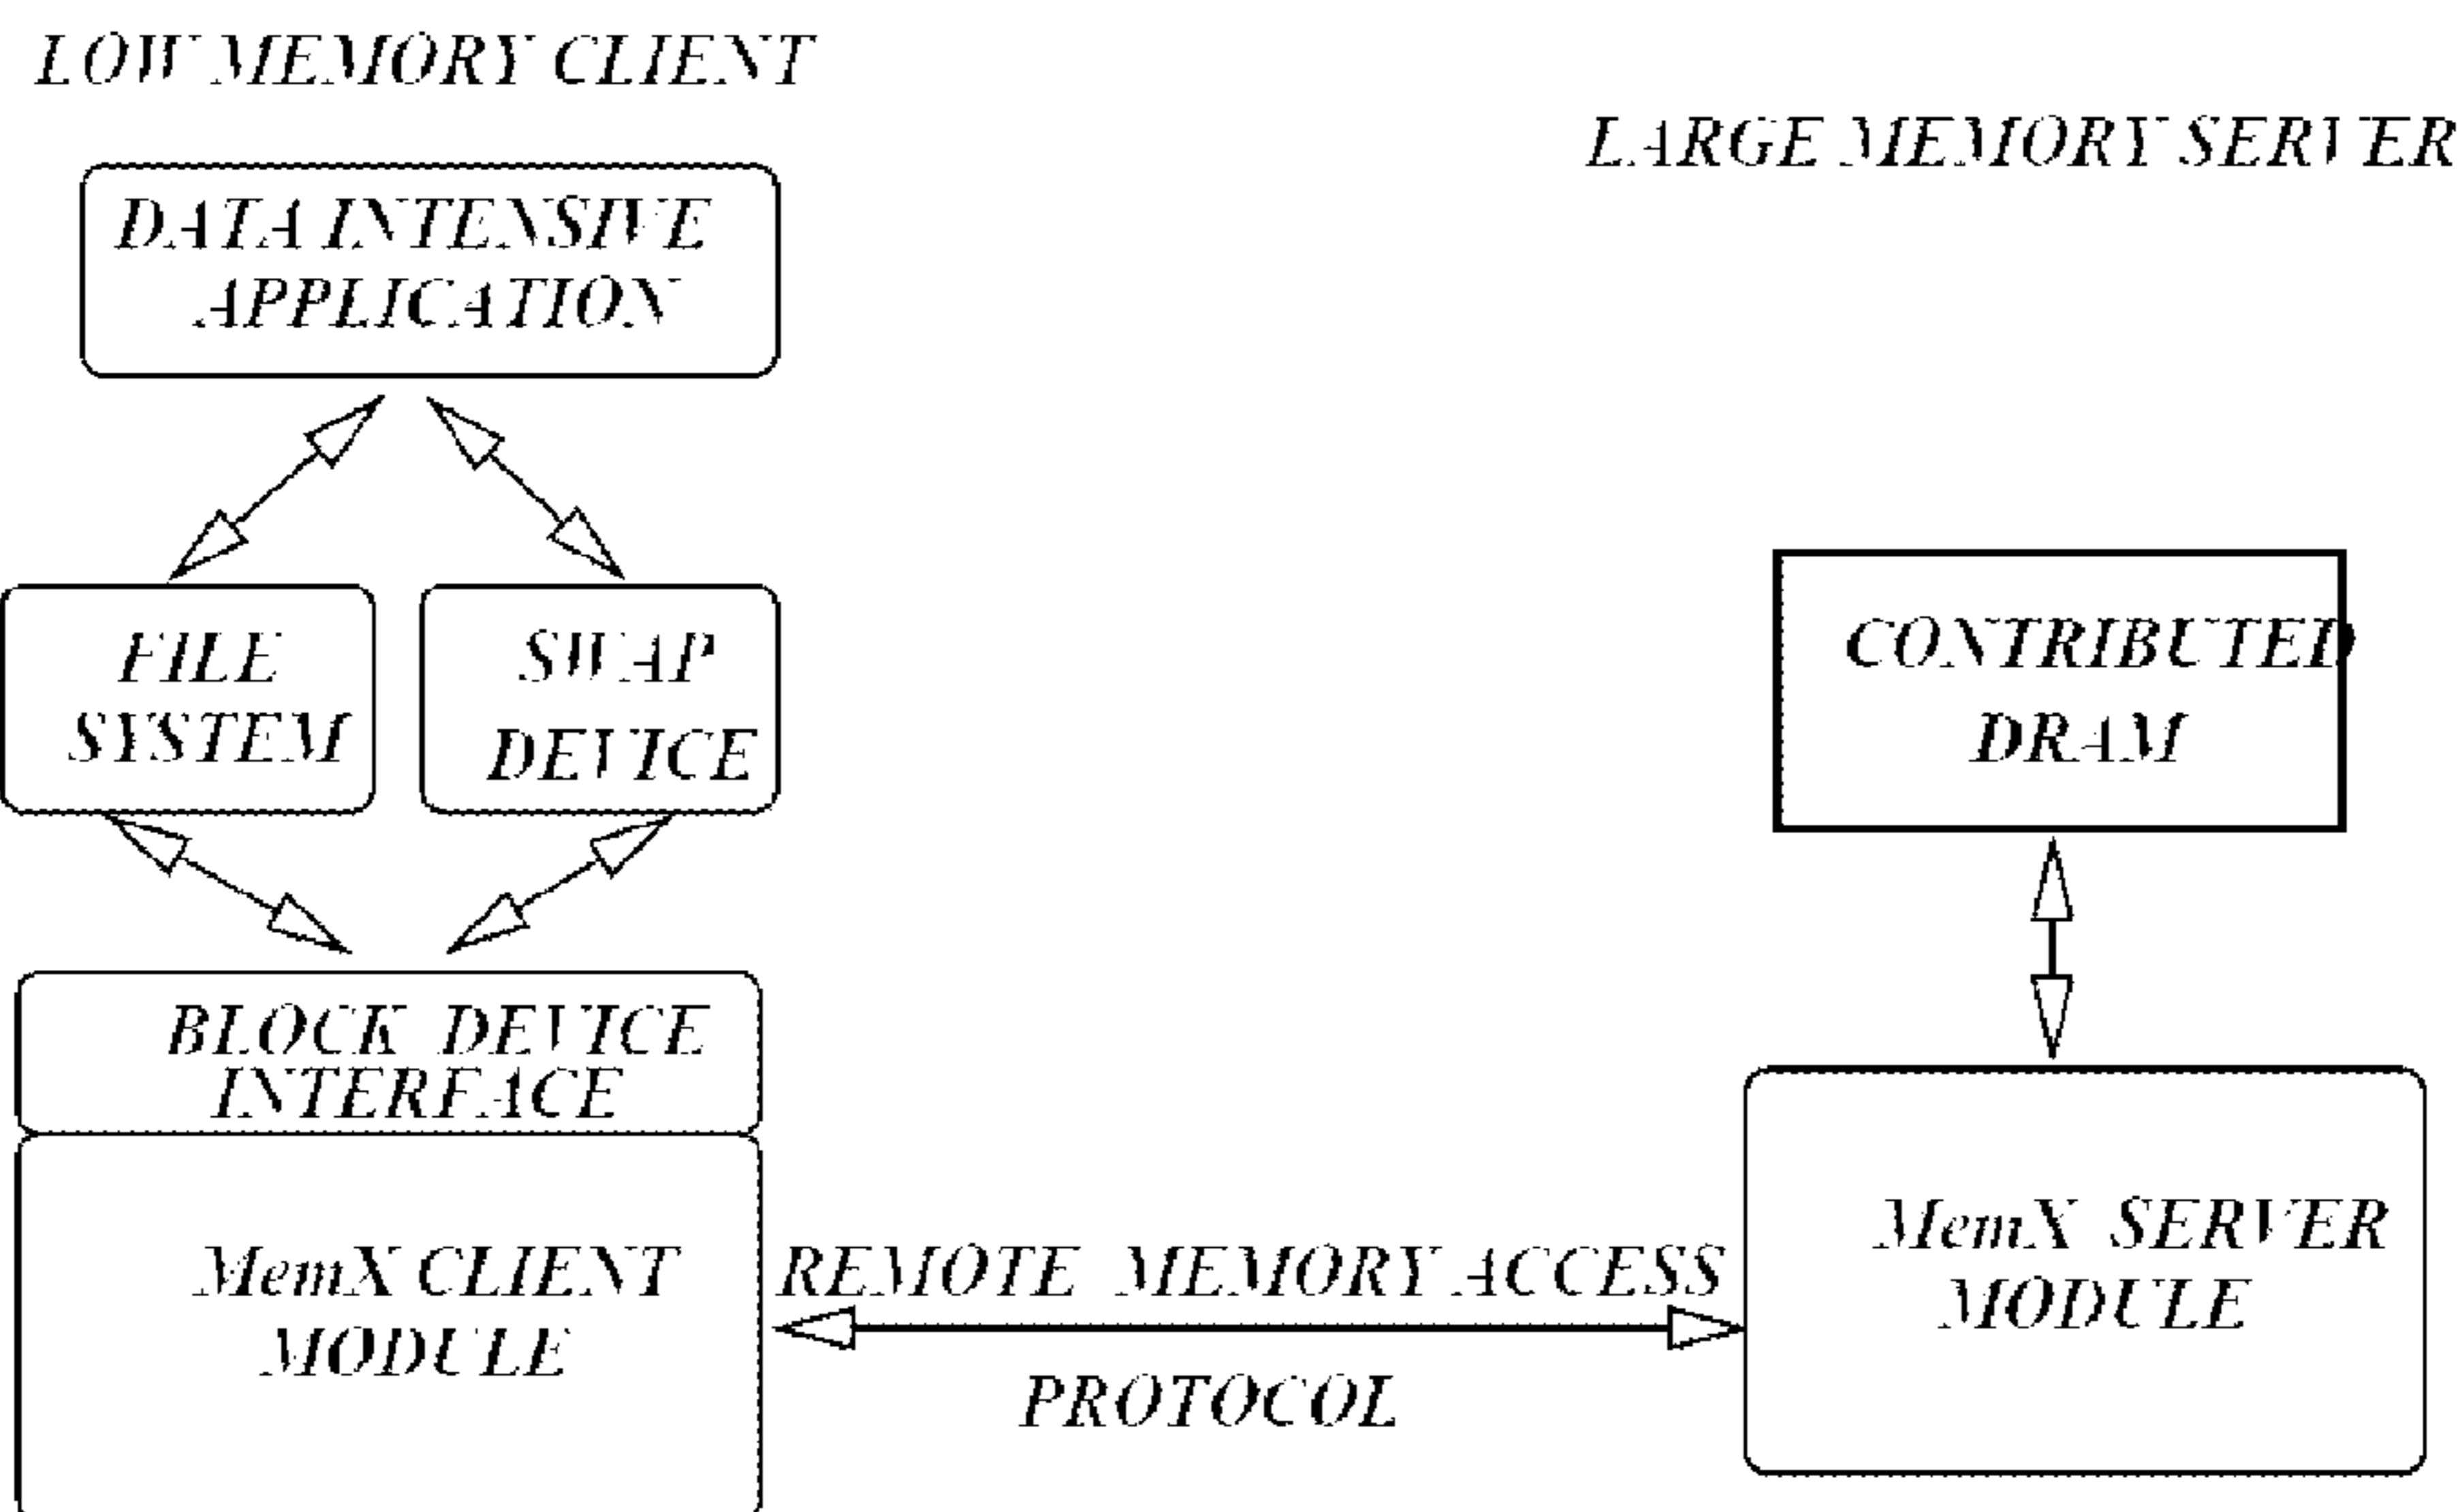 LOW MEMORY CLIENT
LARGE MEMORY SERVER
DATA INTENSIVE
APPLICATION
FILE
SYSTEM
SWAP
DEVICE
CONTRIBUTED
DRAM
BLOCK DEVICE
INTERFACE
MemX CLIENT
MODULE
REMOTE MEMORY ACCESS
PROTOCOL
MemX SERVER
MODULE